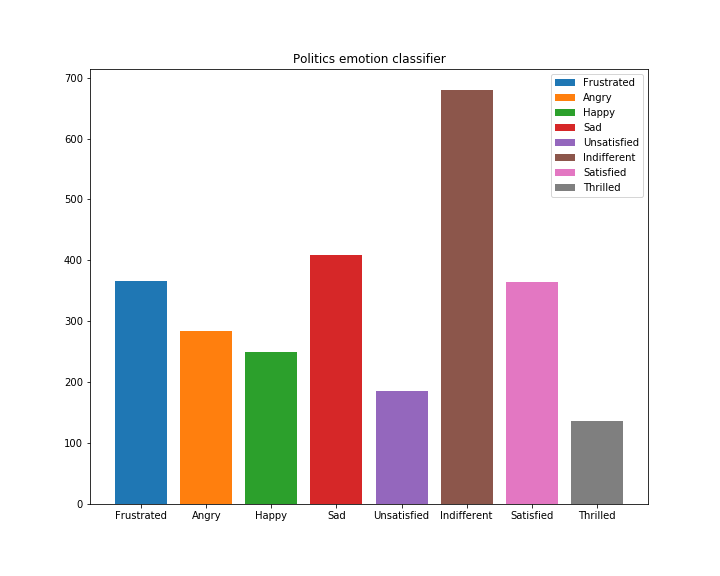 Politics emotion classifier
700
600
500
400
300
200
100
0
Frustrated
Angry
Happy
Sad
Unsatisfied
Indifferent
Satisfied
Thrilled
Frustrated Angry Happy Sad Unsatisfied Indifferent Satisfied Thrilled